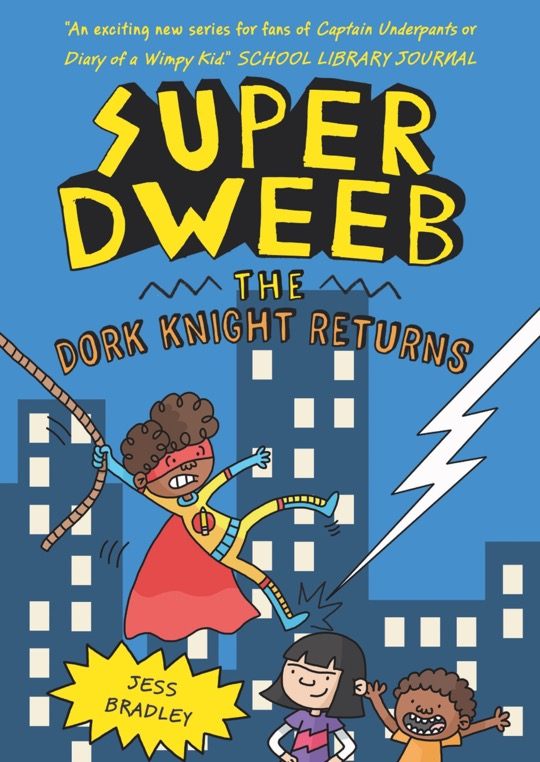 "An exciting new series for fans of Captain Underpants or
Diary of a Wimpy Kid." SCHOOL LIBRARY JOURNAL
SUPER
DWEEB
THE
DORK KNIGHT RETURNS
JESS
BRADLEY